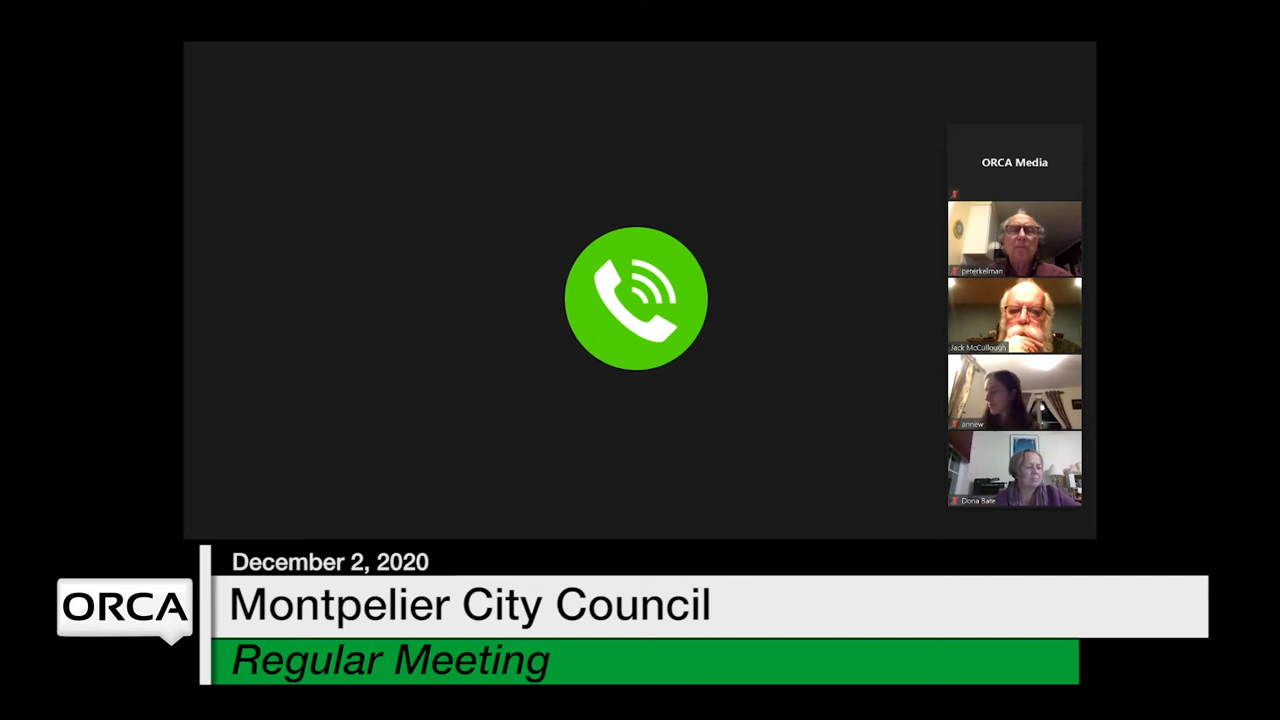 ORCA Media
peterkelman
Jack McCullough
annew
Dona Bate
December 2, 2020
ORCA
Montpelier City Council
Regular Meeting